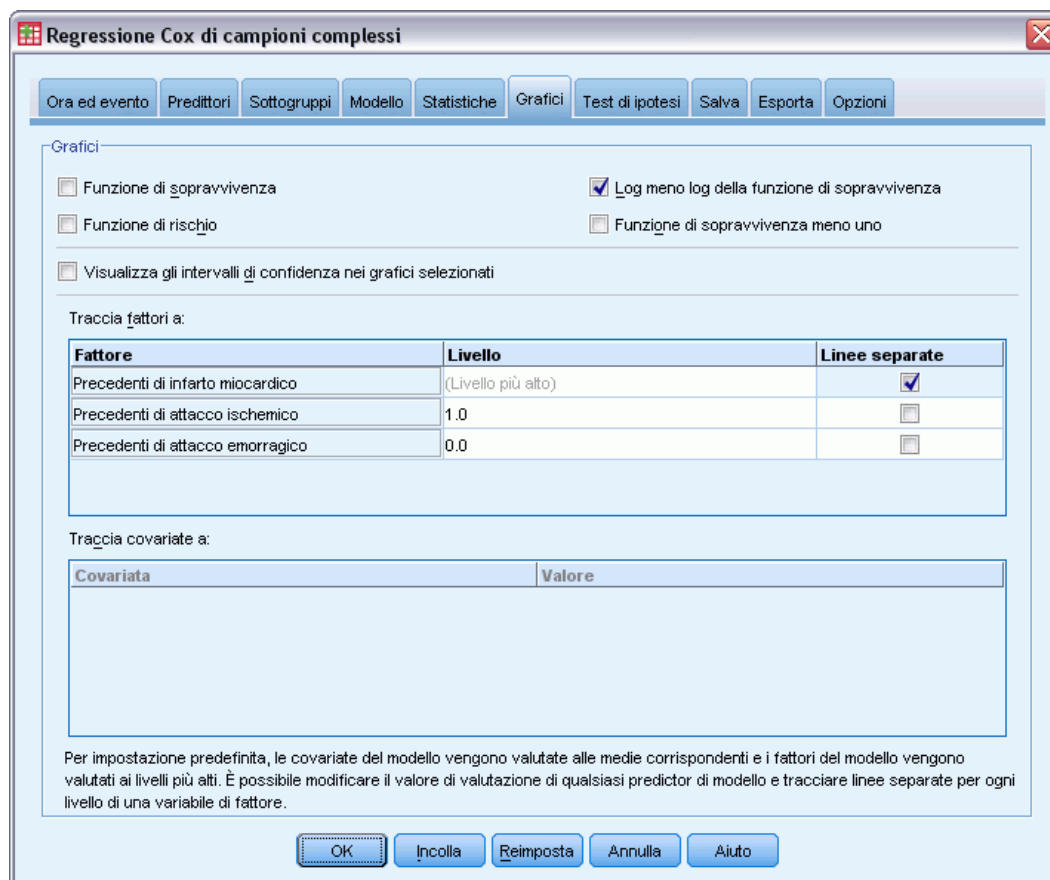 Regressione Cox di campioni complessi
Ora ed evento Predittori Sottogruppi Modello Statistiche Grafici Test di ipotesi Salva Esporta Opzioni
Grafici
Funzione di sopravvivenza
Log meno log della funzione di sopravvivenza
Funzione di rischio
Funzione di sopravvivenza meno uno
Visualizza gli intervalli di confidenza nei grafici selezionati
Traccia fattori a:
Fattore Livello Linee separate
Precedenti di infarto miocardico (Livello più alto)
Precedenti di attacco ischemico 1.0
Precedenti di attacco emorragico 0.0
Traccia covariate a:
Covariata Valore
Per impostazione predefinita, le covariate del modello vengono valutate alle medie corrispondenti e i fattori del modello vengono
valutati ai livelli più alti. È possibile modificare il valore di valutazione di qualsiasi predictor di modello e tracciare linee separate per ogni
livello di una variabile di fattore.
OK Incolla Reimposta Annulla Aiuto